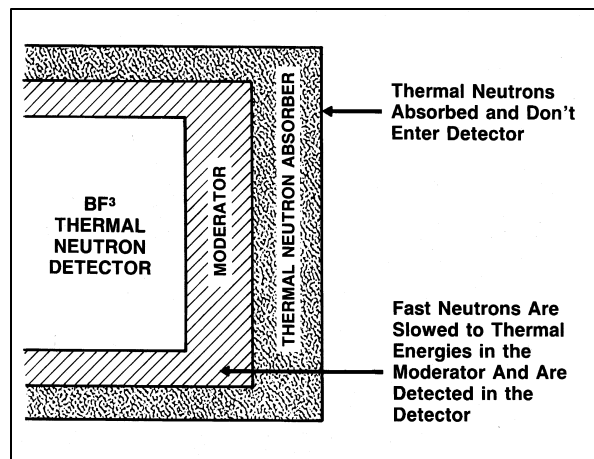 BF³
THERMAL
NEUTRON
DETECTOR
MODERATOR
THERMAL NEUTRON ABSORBER
Thermal Neutrons
Absorbed and Don't
Enter Detector
Fast Neutrons Are
Slowed to Thermal
Energies in the
Moderator And Are
Detected in the
Detector